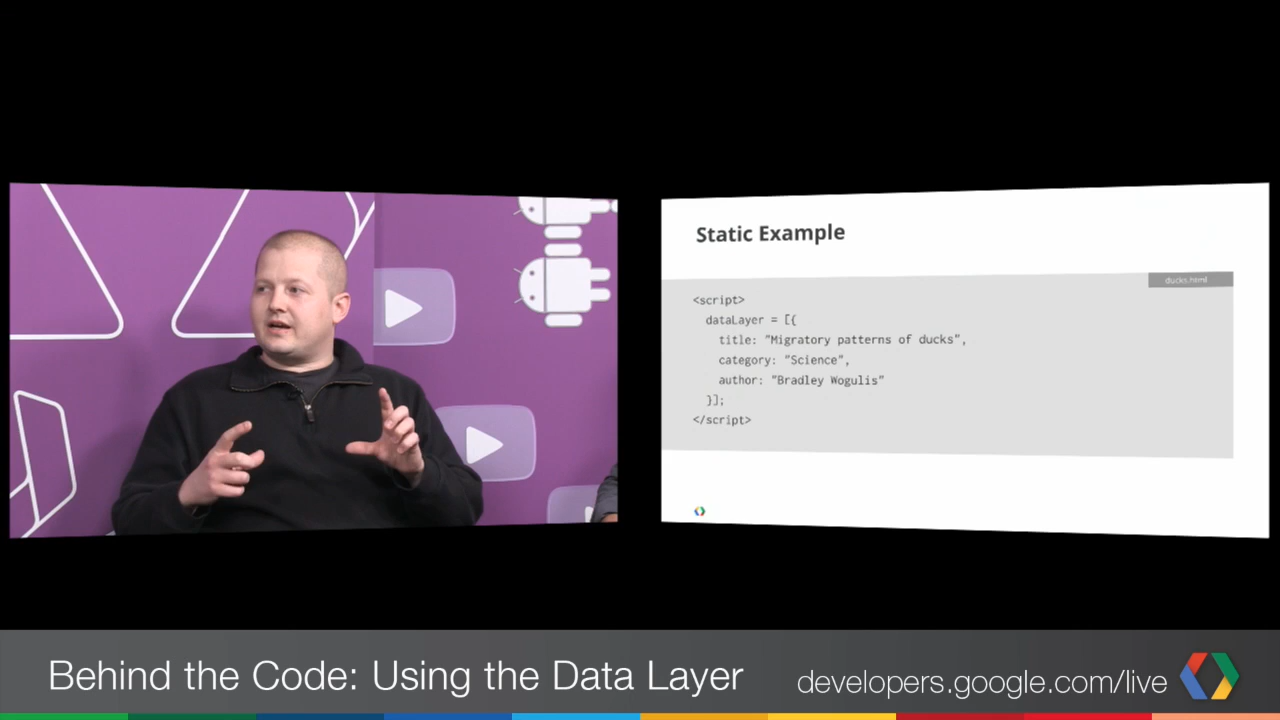 Static Example
ducks.html
<script>
dataLayer = [{
title: "Migratory patterns of ducks",
category: "Science",
author: "Bradley Wogulis"
}];
</script>
Behind the Code: Using the Data Layer
developers.google.com/live